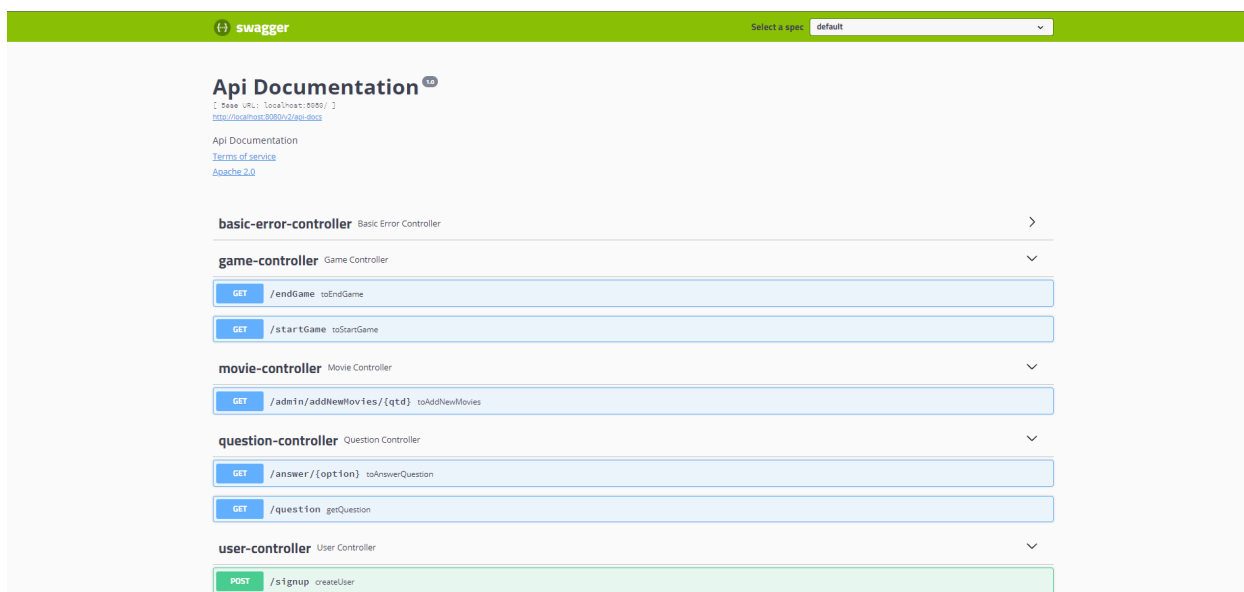 swagger Select a spec default
Api Documentation 1.0
[ Base URL: localhost:8080/ ]
http://localhost:8080/v2/api-docs
Api Documentation
Terms of service
Apache 2.0
basic-error-controller Basic Error Controller
game-controller Game Controller
GET /endGame toEndGame
GET /startGame toStartGame
movie-controller Movie Controller
GET /admin/addNewMovies/{qtd} toAddNewMovies
question-controller Question Controller
GET /answer/{option} toAnswerQuestion
GET /question getQuestion
user-controller User Controller
POST /signup createUser